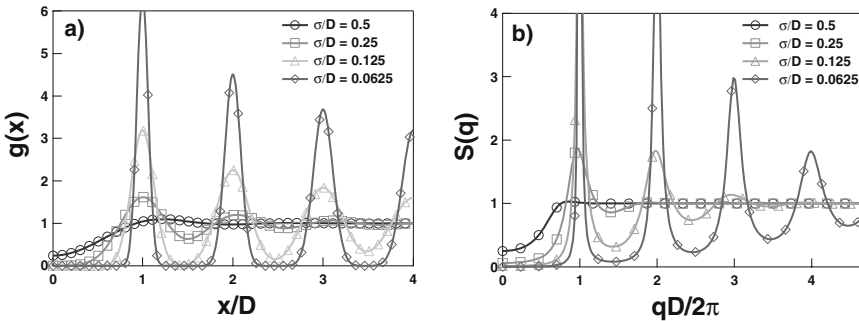 a)
σ/D = 0.5
σ/D = 0.25
σ/D = 0.125
σ/D = 0.0625
g(x)
6
5
4
3
2
1
0
0 1 2 3 4
x/D
b)
σ/D = 0.5
σ/D = 0.25
σ/D = 0.125
σ/D = 0.0625
S(q)
4
3
2
1
0
0 1 2 3 4
qD/2π